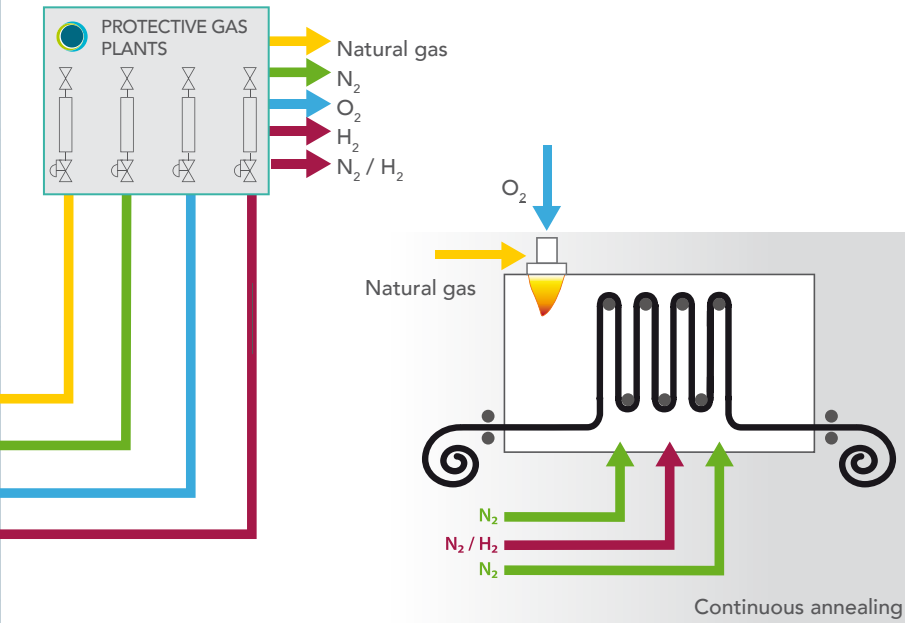 PROTECTIVE GAS
PLANTS
Natural gas
N₂
O₂
H₂
N₂ / H₂
O₂
Natural gas
N₂
N₂ / H₂
N₂
Continuous annealing